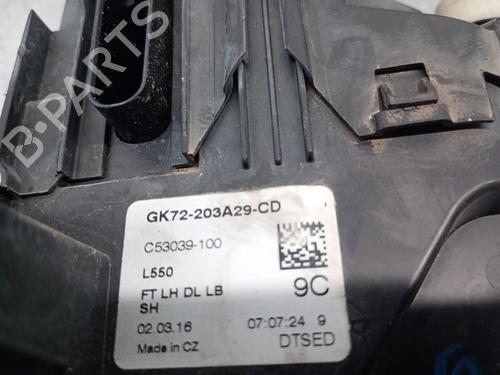 B-PARTS
GK72-203A29-CD
C53039-100
L550
FT LH DL LB 9C
SH
02.03.16 07:07:24 9
Made in CZ DTSED